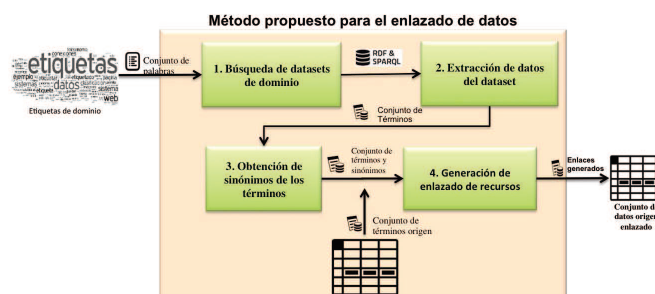 Método propuesto para el enlazado de datos
etiquetas
datos
web
sistema
ejemplo
Etiquetas de dominio
Conjunto de
palabras
1. Búsqueda de datasets
de dominio
RDF &
SPARQL
2. Extracción de datos
del dataset
Conjunto de
Términos
3. Obtención de
sinónimos de los
términos
Conjunto de
términos y
sinónimos
4. Generación de
enlazado de recursos
Enlaces
generados
Conjunto de
términos origen
Conjunto d
datos origen
enlazado